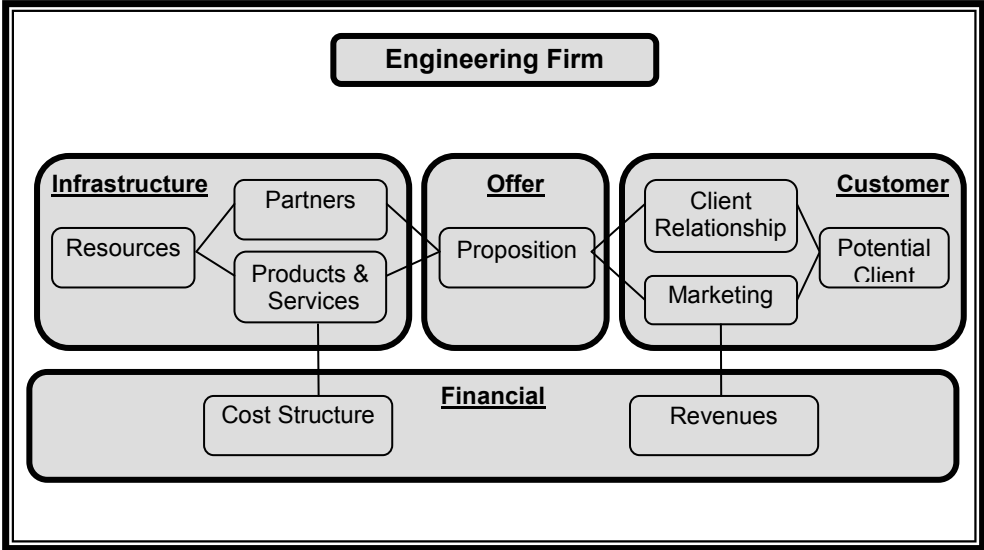 Engineering Firm
Infrastructure
Resources
Partners
Products &
Services
Offer
Proposition
Customer
Client
Relationship
Marketing
Potential
Client
Financial
Cost Structure
Revenues